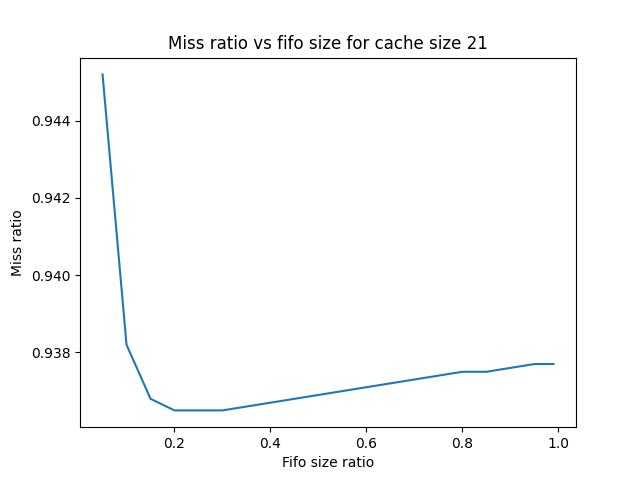 Miss ratio vs fifo size for cache size 21
0.944
0.942
0.940
0.938
Miss ratio
0.2 0.4 0.6 0.8 1.0
Fifo size ratio